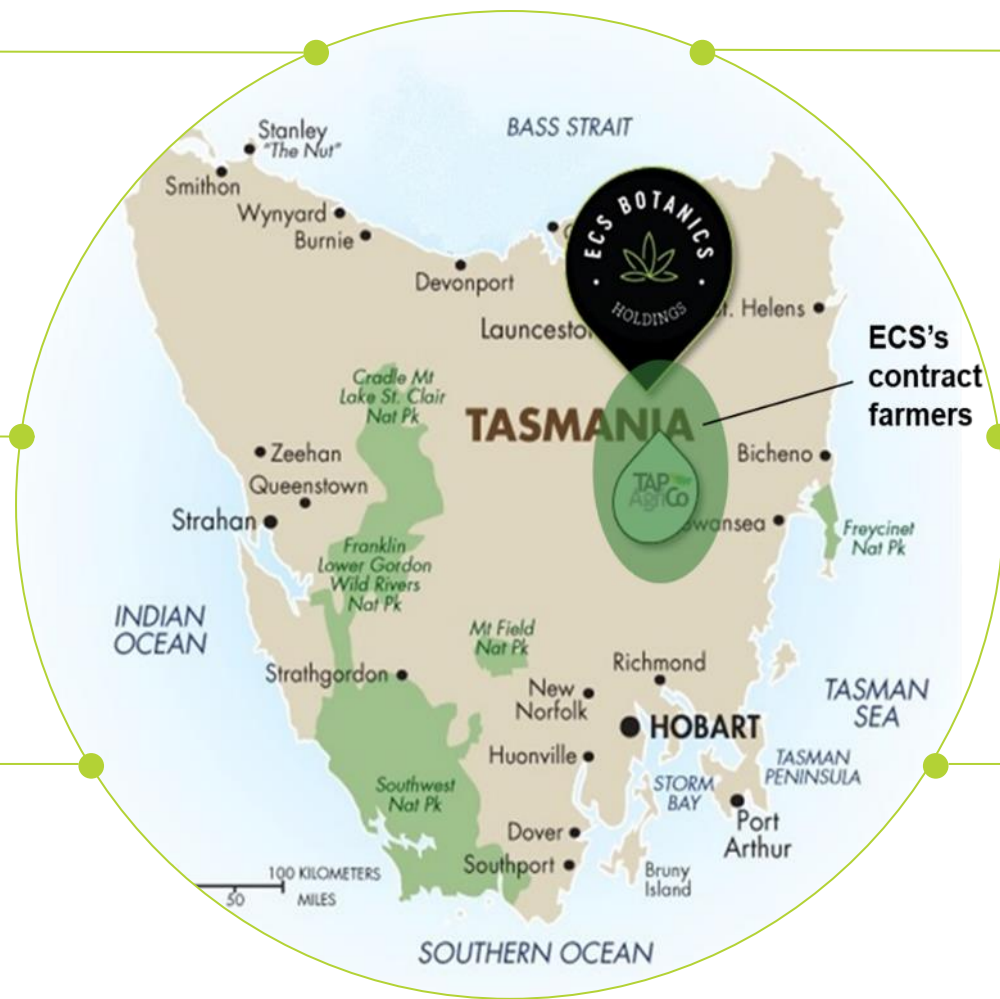 BASS STRAIT
Stanley
"The Nut"
Smithon
Wynyard
Burnie
Devonport
ECS BOTANICS
HOLDINGS
Helens
ECS's
contract
farmers
Cradle Mt
Lake St. Clair
Nat Pk
TASMANIA
Bicheno
Zeehan
Queenstown
Strahan
TAP
AgriCo
Freycinet
Nat Pk
Franklin
Lower Gordon
Wild Rivers
Nat Pk
INDIAN
OCEAN
Mt Field
Nat Pk
Richmond
Strathgordon
New
Norfolk
TASMAN
SEA
HOBART
Huonville
TASMAN
PENINSULA
STORM
BAY
Southwest
Nat Pk
Port
Arthur
Dover
Southport
Bruny
Island
100 KILOMETERS
50 MILES
SOUTHERN OCEAN